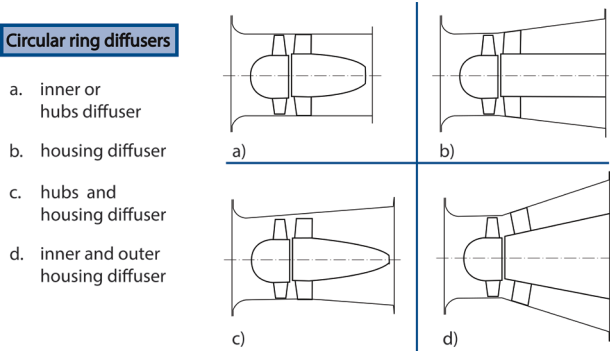 Circular ring diffusers
a. inner or
hubs diffuser
b. housing diffuser
c. hubs and
housing diffuser
d. inner and outer
housing diffuser
a)
b)
c)
d)